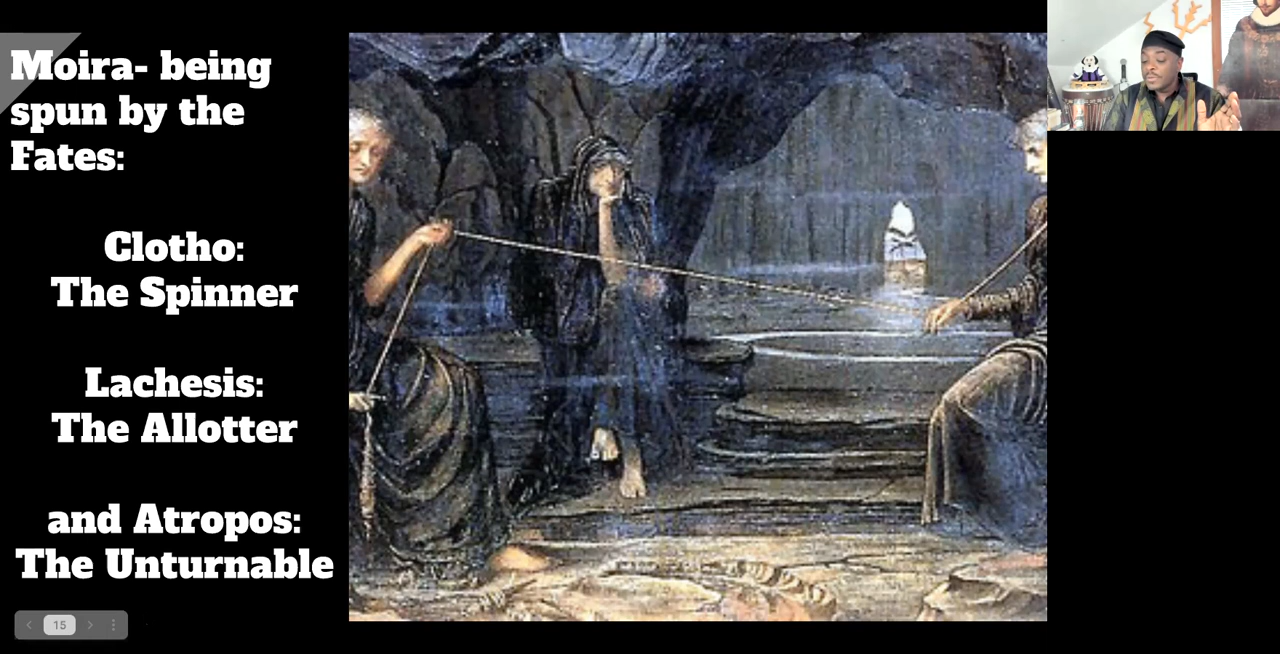 Moira- being
spun by the
Fates:
Clotho:
The Spinner
Lachesis:
The Allotter
and Atropos:
The Unturnable
15